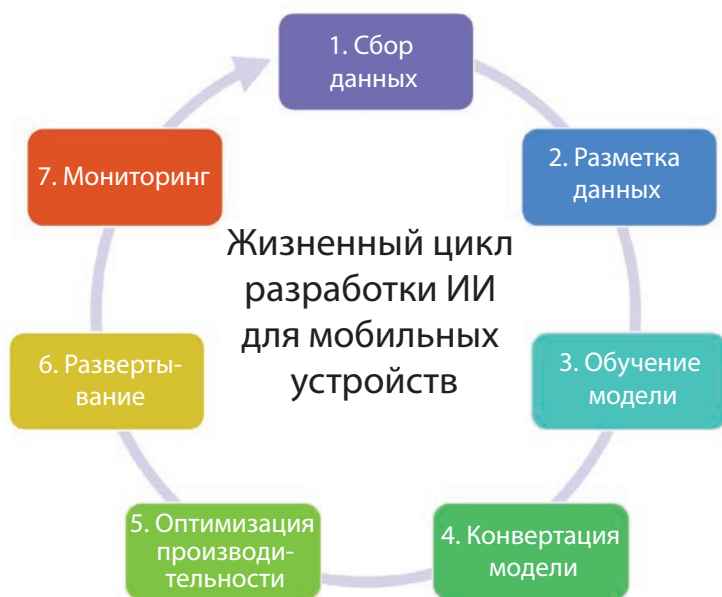 1. Сбор
данных
2. Разметка
данных
3. Обучение
модели
4. Конвертация
модели
5. Оптимизация
производи-
тельности
6. Разверты-
вание
7. Мониторинг
Жизненный цикл
разработки ИИ
для мобильных
устройств